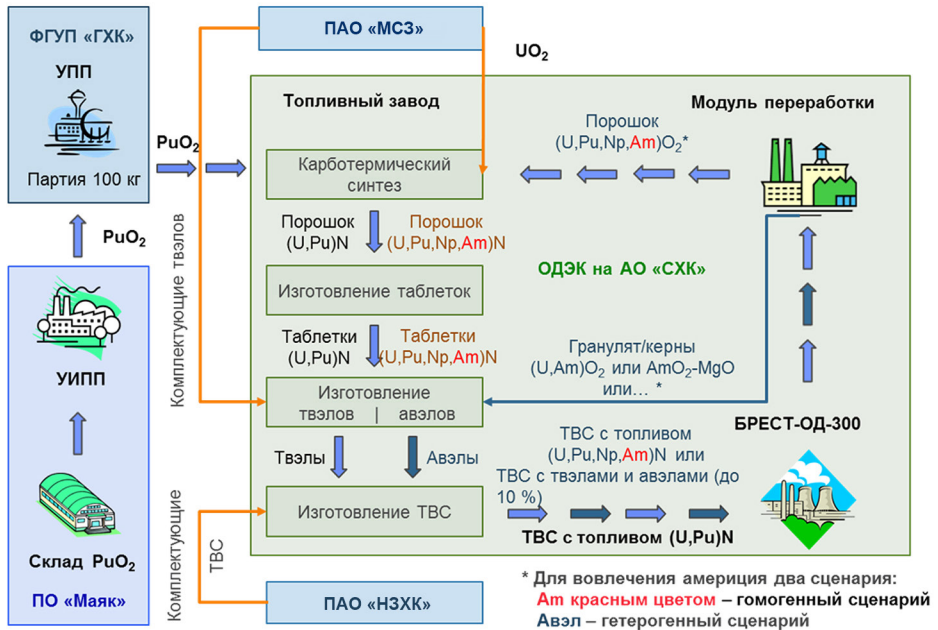 ФГУП «ГХК»
УПП
Партия 100 кг
PuO₂
PuO₂
УИПП
Склад PuO₂
ПО «Маяк»
ПАО «МСЗ»
UO₂
Комплектующие твэлов
Комплектующие
ТВС
ПАО «НЗХК»
Топливный завод
Модуль переработки
Карботермический
синтез
Порошок
(U,Pu,Np,Am)O₂*
Порошок
(U,Pu)N
Порошок
(U,Pu,Np,Am)N
ОДЭК на АО «СХК»
Изготовление таблеток
Таблетки
(U,Pu)N
Таблетки
(U,Pu,Np,Am)N
Гранулят/керны
(U,Am)O₂ или AmO₂-MgO
или... *
Изготовление
твэлов | авэлов
БРЕСТ-ОД-300
Твэлы
Авэлы
ТВС с топливом
(U,Pu,Np,Am)N или
ТВС с твэлами и авэлами (до
10 %)
Изготовление ТВС
ТВС с топливом (U,Pu)N
* Для вовлечения америция два сценария:
Am красным цветом – гомогенный сценарий
Авэл – гетерогенный сценарий